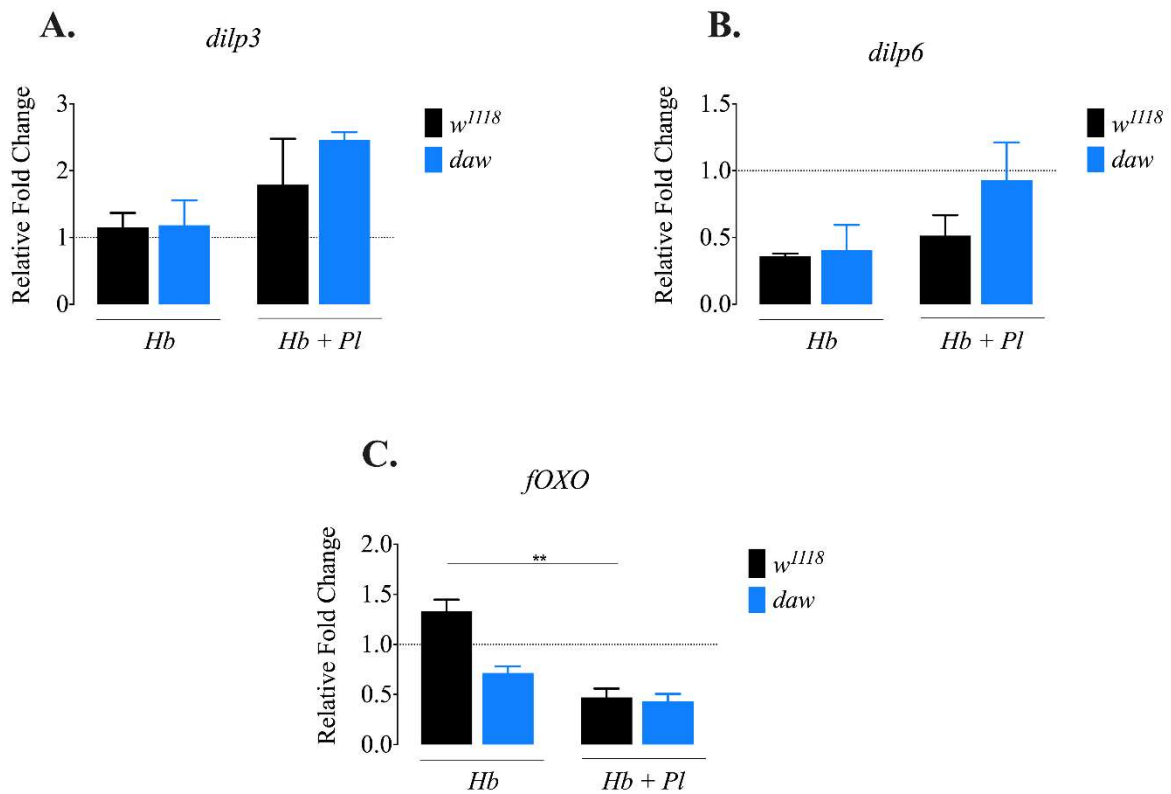 A.
dilp3
Relative Fold Change
3
2
1
0
Hb
Hb + Pl
w1118
daw
B.
dilp6
Relative Fold Change
1.5
1.0
0.5
0.0
Hb
Hb + Pl
w1118
daw
C.
fOXO
Relative Fold Change
2.0
1.5
1.0
0.5
0.0
**
Hb
Hb + Pl
w1118
daw